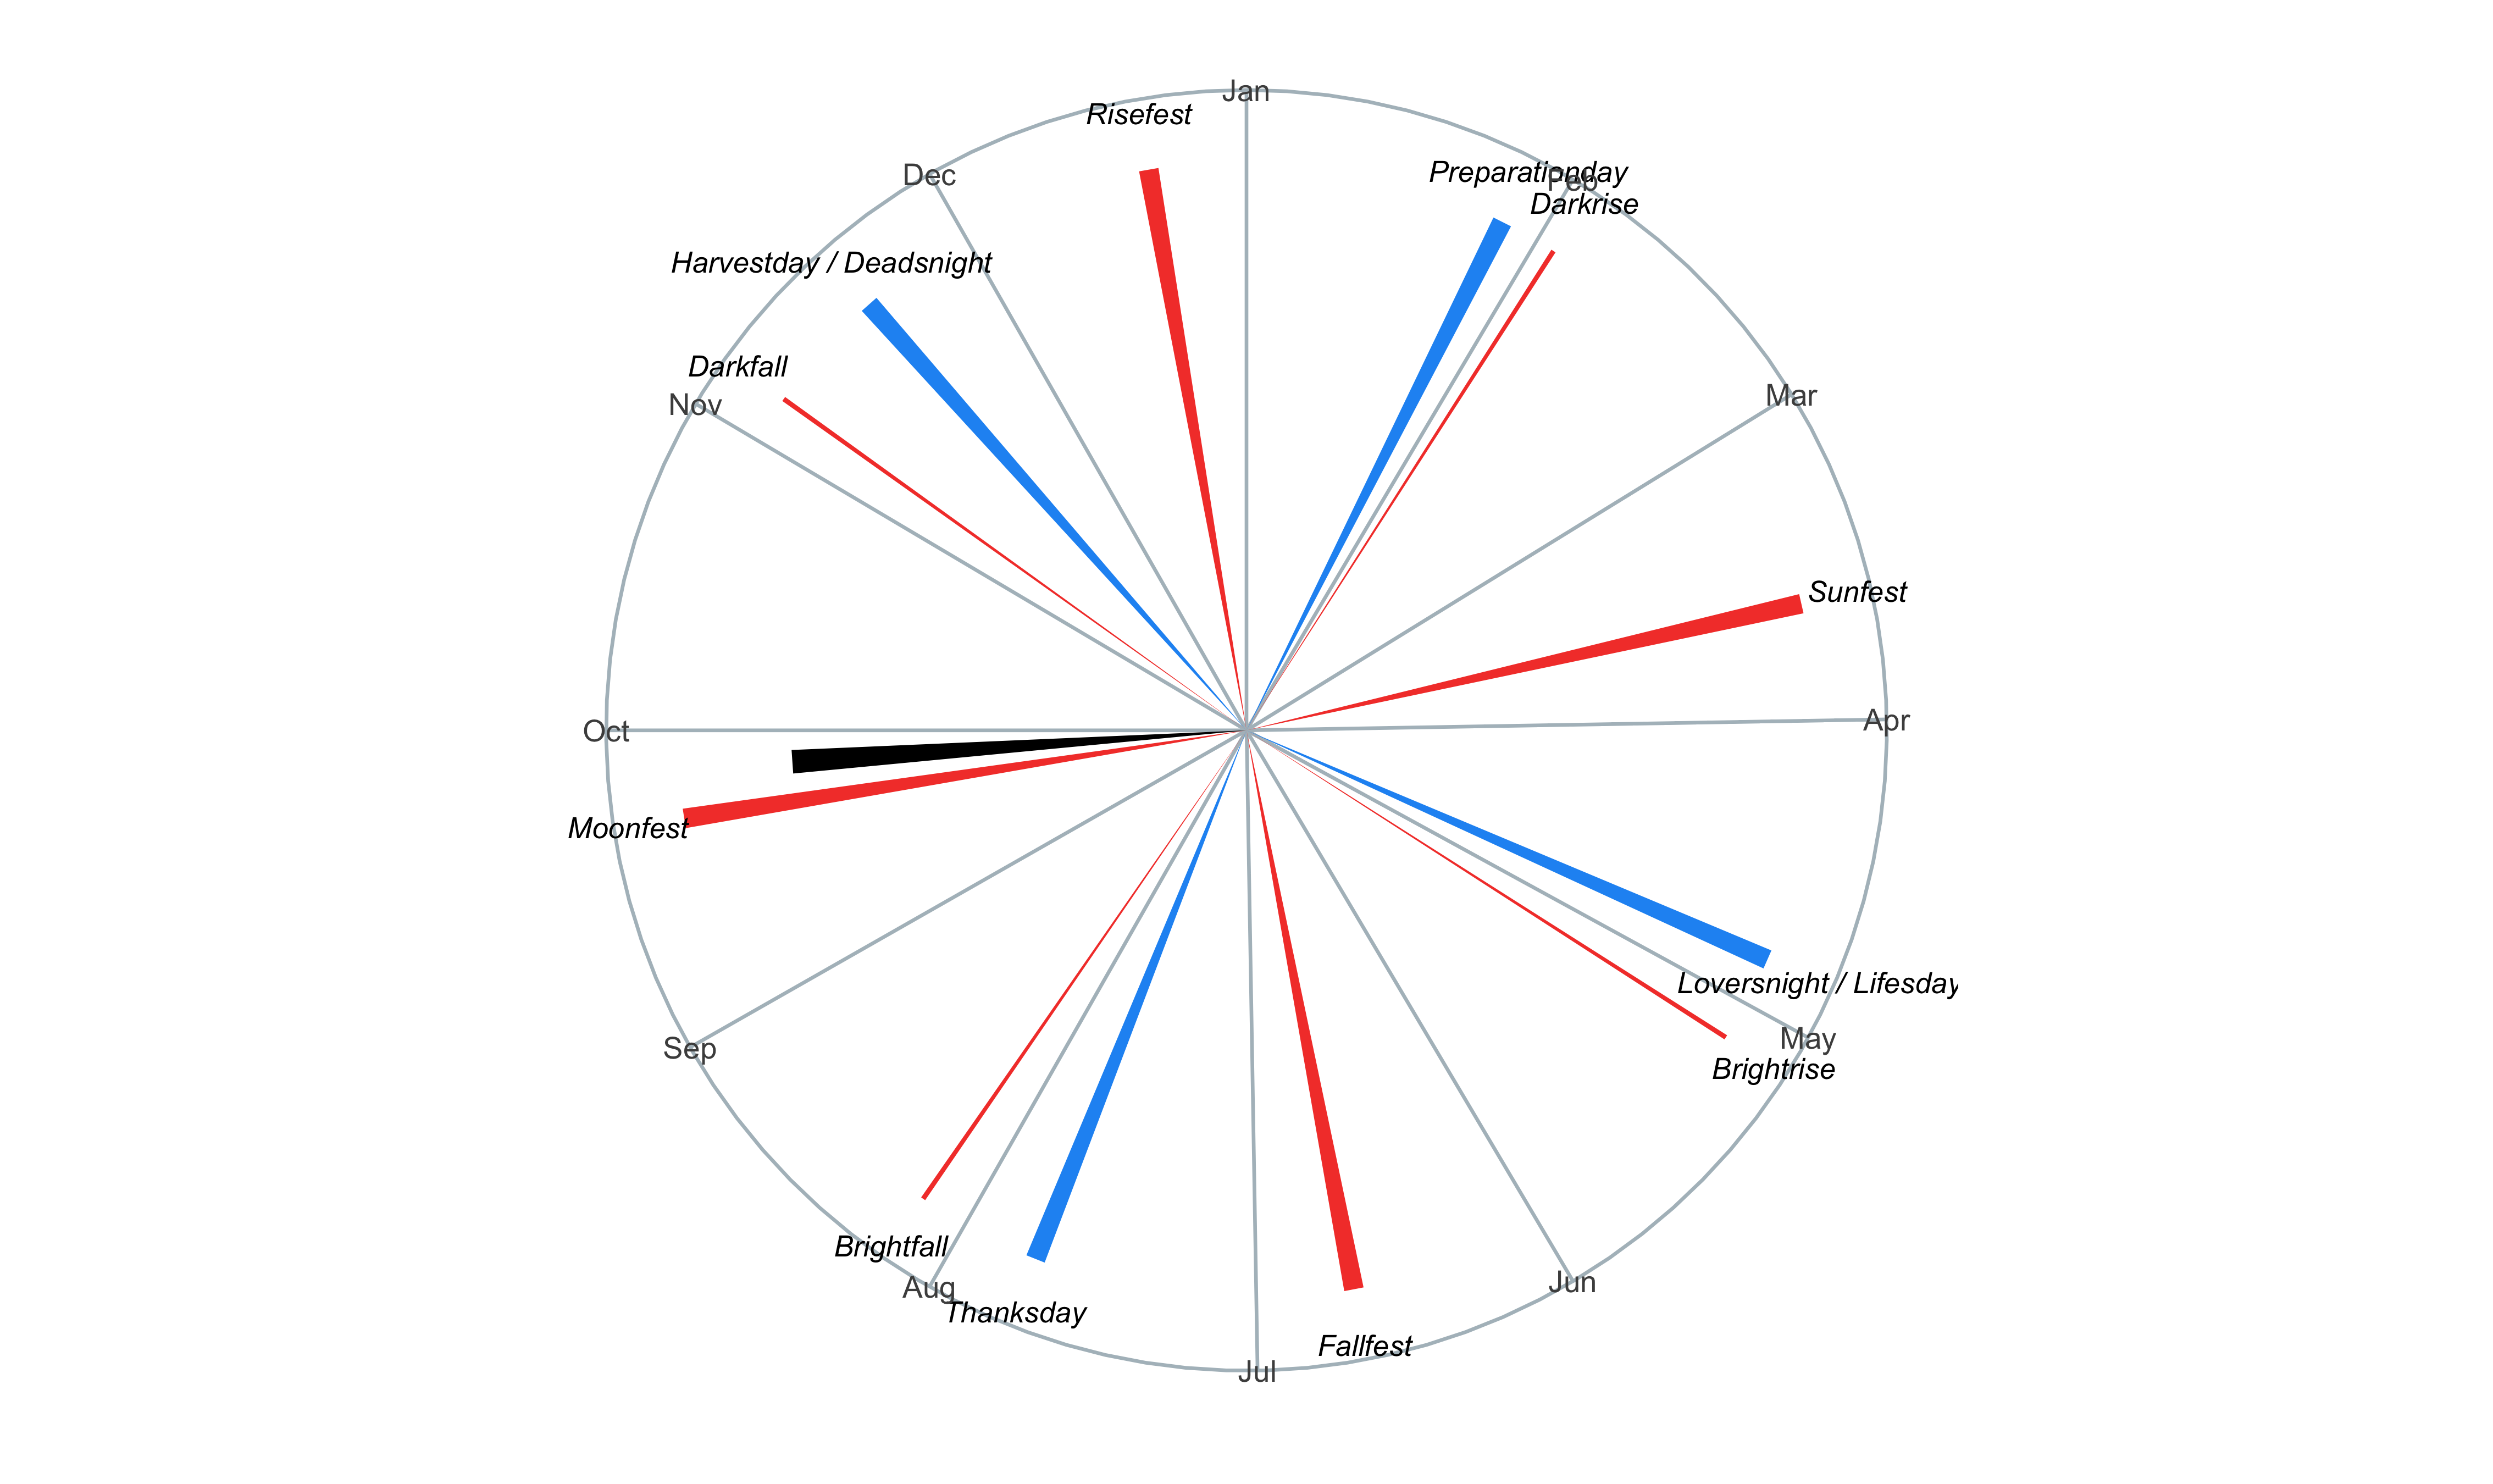 Jan
Risefest
Preparationday
Feb
Dec
Darkrise
Harvestday / Deadsnight
Darkfall
Mar
Nov
Sunfest
Apr
Oct
Moonfest
Loversnight / Lifesday
May
Sep
Brightrise
Brightfall
Jun
Aug
Thanksday
Fallfest
Jul